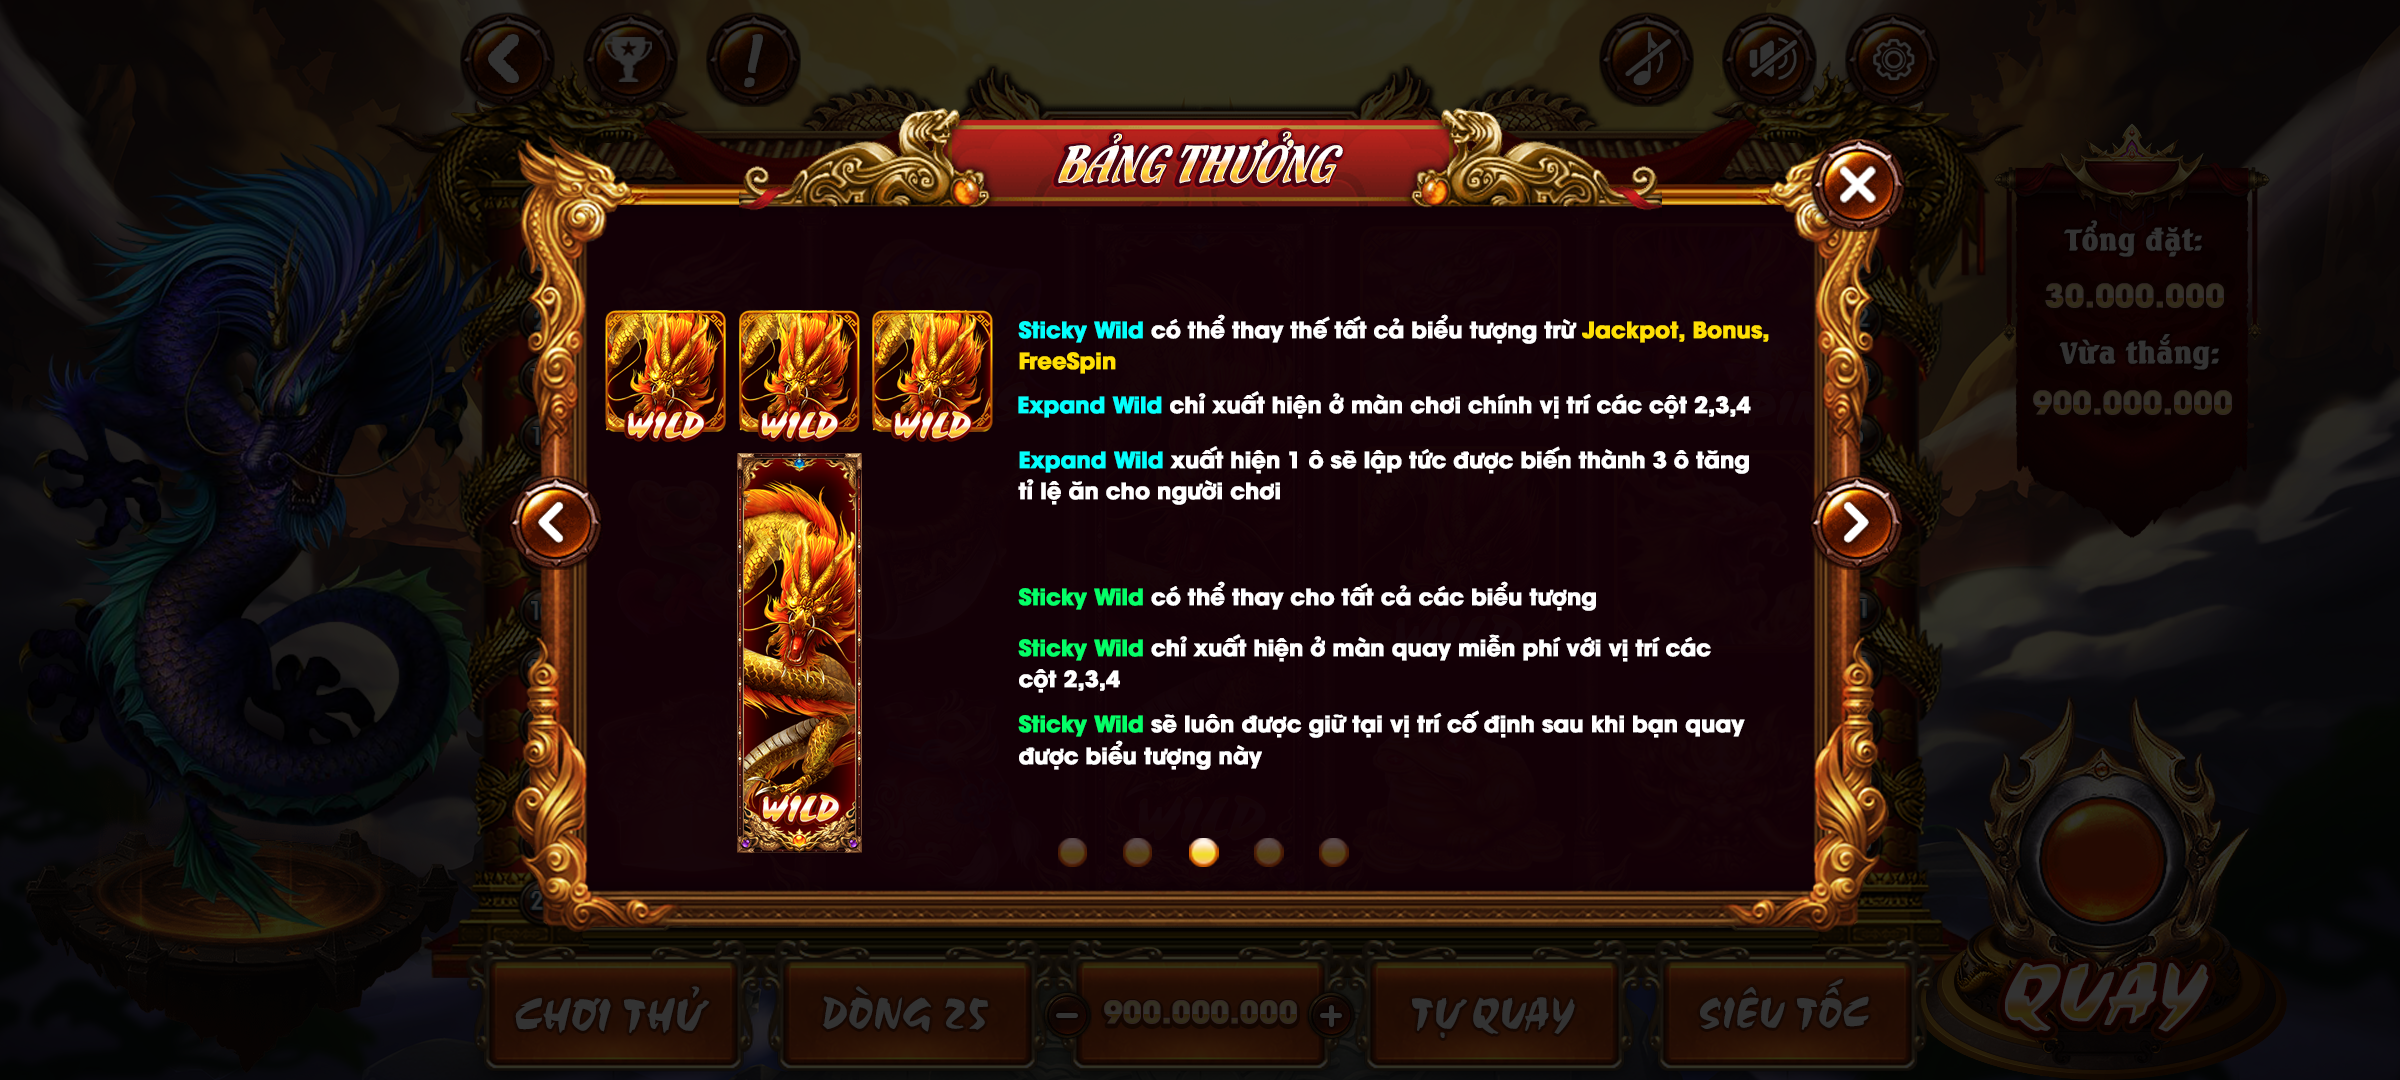 BẢNG THƯỞNG
Tổng đặt:
30.000.000
Vừa thắng:
900.000.000
WILD WILD WILD
Sticky Wild có thể thay thế tất cả biểu tượng trừ Jackpot, Bonus,
FreeSpin
Expand Wild chỉ xuất hiện ở màn chơi chính vị trí các cột 2,3,4
Expand Wild xuất hiện 1 ô sẽ lập tức được biến thành 3 ô tăng
tỉ lệ ăn cho người chơi
Sticky Wild có thể thay cho tất cả các biểu tượng
Sticky Wild chỉ xuất hiện ở màn quay miễn phí với vị trí các
cột 2,3,4
Sticky Wild sẽ luôn được giữ tại vị trí cố định sau khi bạn quay
được biểu tượng này
WILD
CHƠI THỬ
DÒNG 25
900.000.000
TỰ QUAY
SIÊU TỐC
QUAY